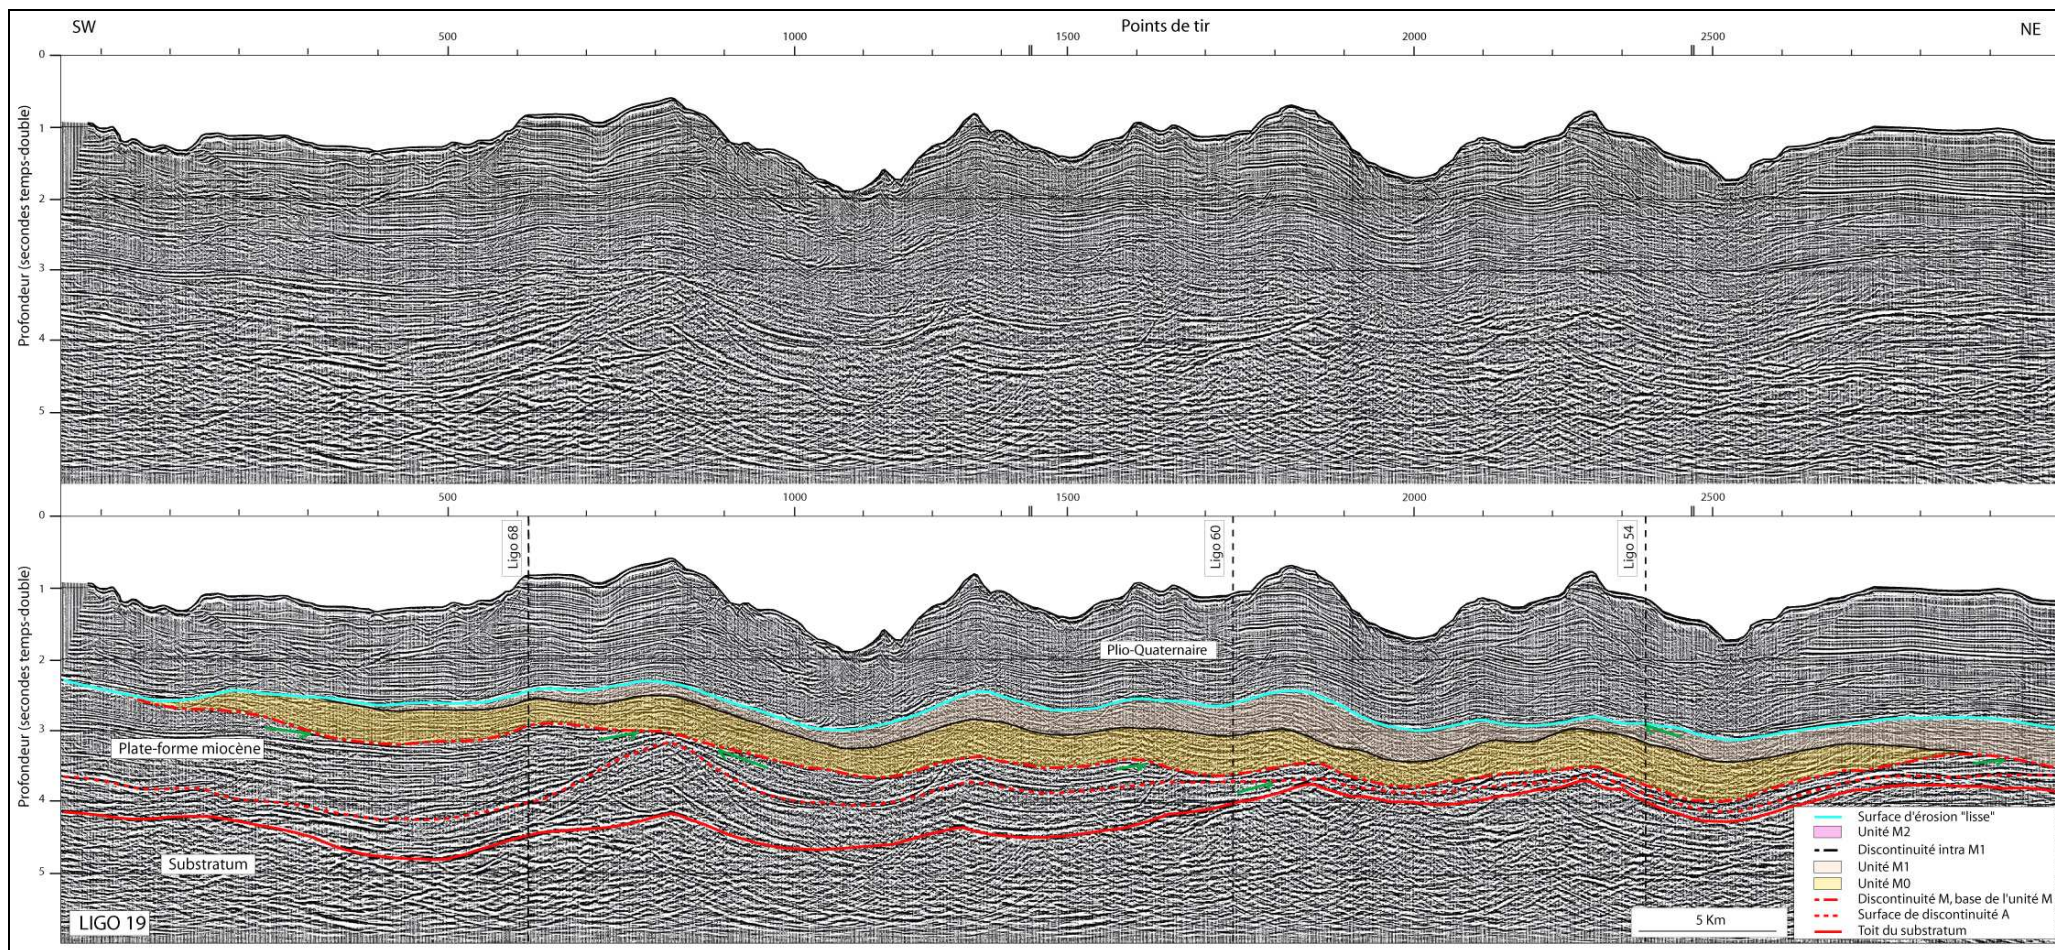 SW Points de tir NE
500 1000 1500 2000 2500
0
1
2
3
4
5
Profondeur (secondes temps-double)
500 1000 1500 2000 2500
0
1
2
3
4
5
Profondeur (secondes temps-double)
Ligo 68
Ligo 60
Ligo 54
Plio-Quaternaire
Plate-forme miocène
Substratum
LIGO 19
Surface d'érosion "lisse"
Unité M2
Discontinuité intra M1
Unité M1
Unité M0
Discontinuité M, base de l'unité M
Surface de discontinuité A
Toit du substratum
5 Km